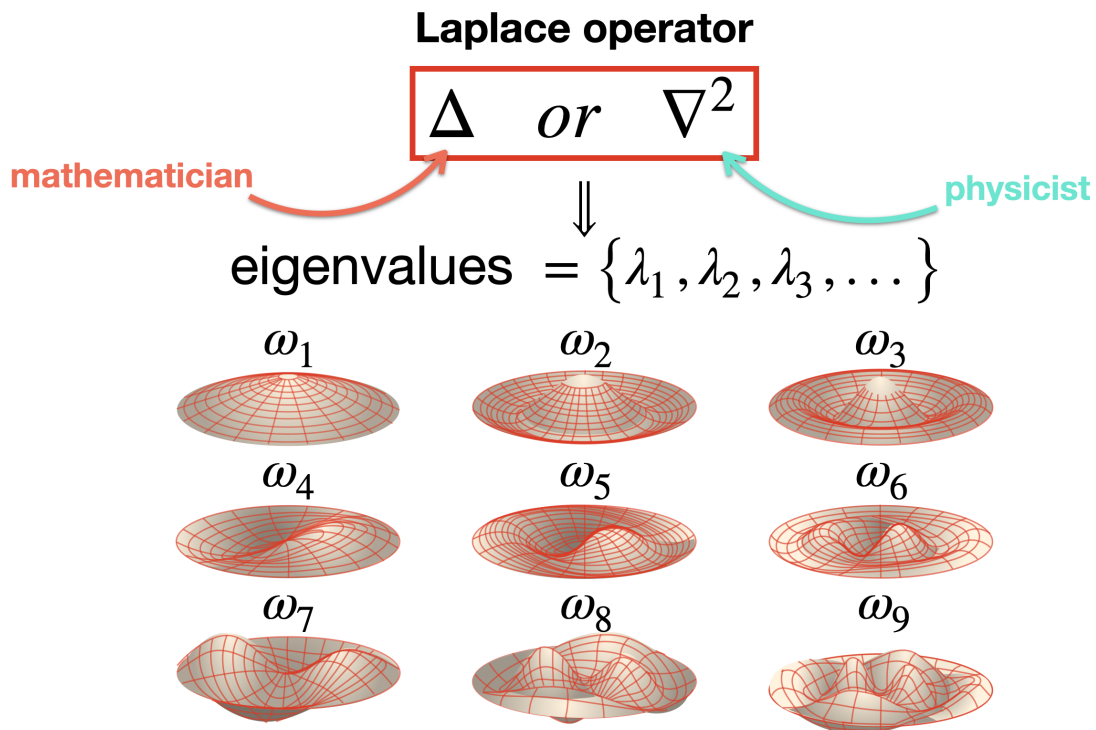 Laplace operator
Δ or ∇²
mathematician
physicist
⇓
eigenvalues = {λ₁, λ₂, λ₃, ...}
ω₁ ω₂ ω₃
ω₄ ω₅ ω₆
ω₇ ω₈ ω₉